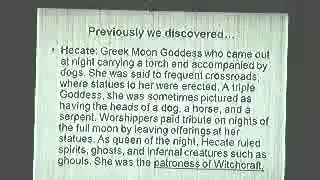 Previously we discovered…
• Hecate: Greek Moon Goddess who came out
at night carrying a torch and accompanied by
dogs. She was said to frequent crossroads,
where statues to her were erected. A triple
Goddess, she was sometimes pictured as
having the heads of a dog, a horse, and a
serpent. Worshippers paid tribute on nights of
the full moon by leaving offerings at her
statues. As queen of the night, Hecate ruled
spirits, ghosts, and infernal creatures such as
ghouls. She was the patroness of Witchcraft,